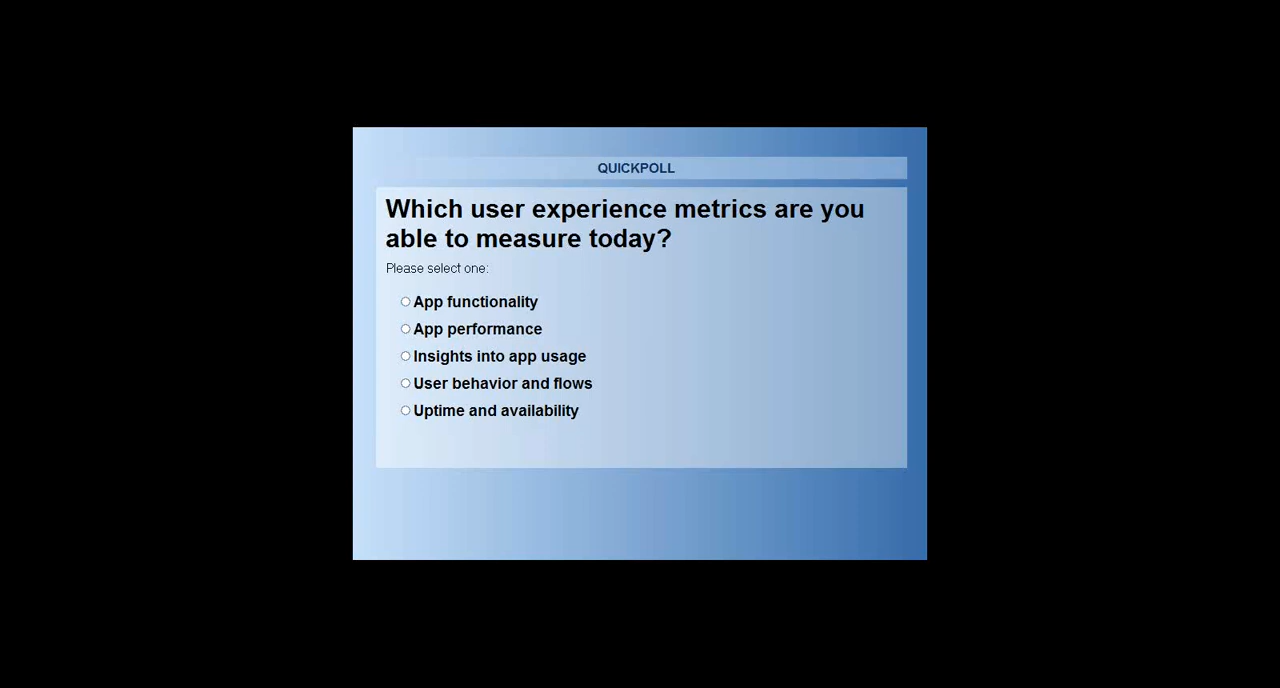 QUICKPOLL
Which user experience metrics are you
able to measure today?
Please select one:
App functionality
App performance
Insights into app usage
User behavior and flows
Uptime and availability